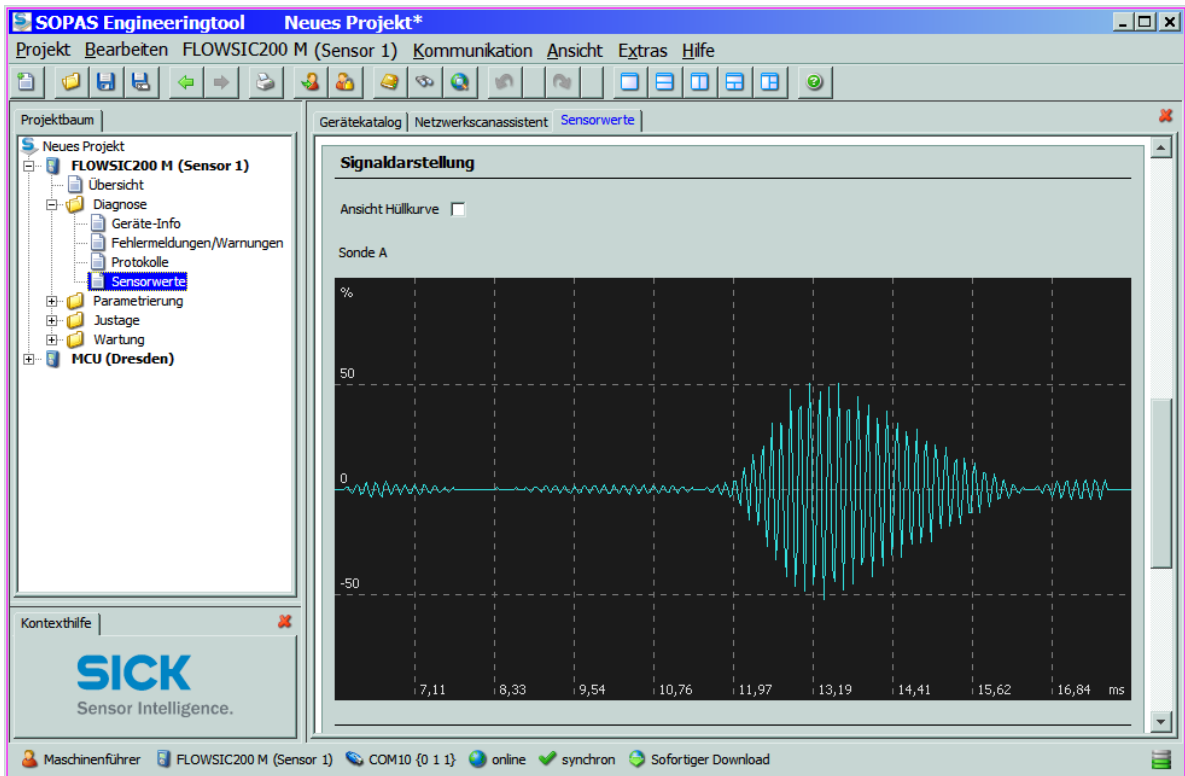 SOPAS Engineeringtool Neues Projekt*
Projekt Bearbeiten FLOWSIC200 M (Sensor 1) Kommunikation Ansicht Extras Hilfe
Projektbaum
Neues Projekt
FLOWSIC200 M (Sensor 1)
Übersicht
Diagnose
Geräte-Info
Fehlermeldungen/Warnungen
Protokolle
Sensorwerte
Parametrierung
Justage
Wartung
MCU (Dresden)
Kontexthilfe
SICK
Sensor Intelligence.
Gerätekatalog Netzwerkscanassistent Sensorwerte
Signaldarstellung
Ansicht Hüllkurve
Sonde A
%
50
0
-50
7,11 8,33 9,54 10,76 11,97 13,19 14,41 15,62 16,84 ms
Maschinenführer FLOWSIC200 M (Sensor 1) COM10 {0 1 1} online synchron Sofortiger Download